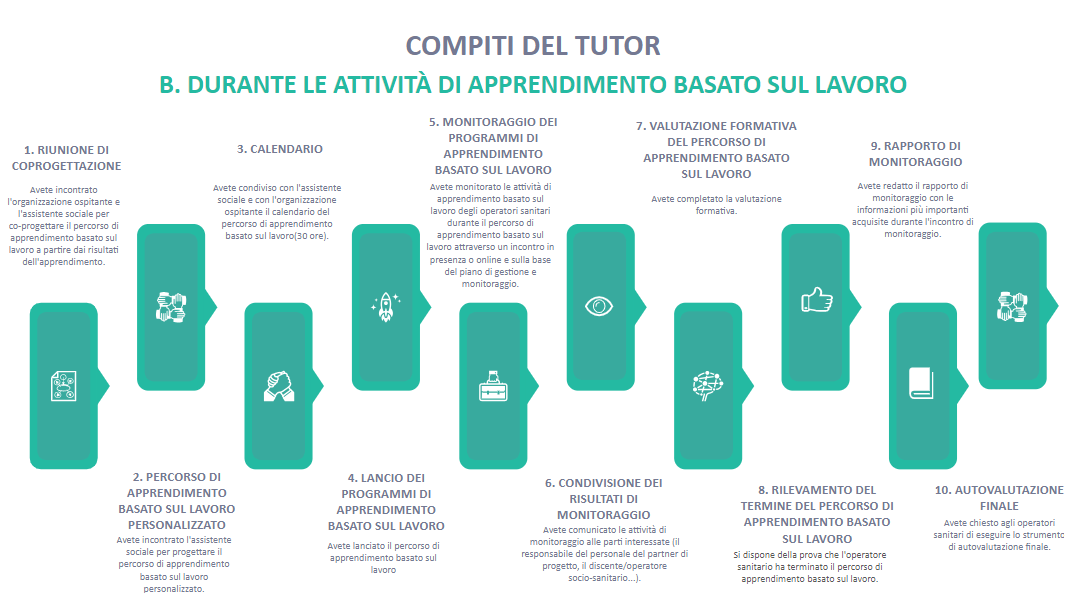 COMPITI DEL TUTOR
B. DURANTE LE ATTIVITÀ DI APPRENDIMENTO BASATO SUL LAVORO
1. RIUNIONE DI
COPROGETTAZIONE
Avete incontrato
l'organizzazione ospitante e
l'assistente sociale per
co-progettare il percorso di
apprendimento basato sul
lavoro a partire dai risultati
dell'apprendimento.
2. PERCORSO DI
APPRENDIMENTO
BASATO SUL LAVORO
PERSONALIZZATO
Avete incontrato l'assistente
sociale per progettare il
percorso di apprendimento
basato sul lavoro
personalizzato.
3. CALENDARIO
Avete condiviso con l'assistente
sociale e con l'organizzazione
ospitante il calendario del
percorso di apprendimento
basato sul lavoro(30 ore).
4. LANCIO DEI
PROGRAMMI DI
APPRENDIMENTO
BASATO SUL LAVORO
Avete lanciato il percorso di
apprendimento basato sul
lavoro
5. MONITORAGGIO DEI
PROGRAMMI DI
APPRENDIMENTO
BASATO SUL LAVORO
Avete monitorato le attività di
apprendimento basato sul
lavoro degli operatori sanitari
durante il percorso di
apprendimento basato sul
lavoro attraverso un incontro in
presenza o online e sulla base
del piano di gestione e
monitoraggio.
6. CONDIVISIONE DEI
RISULTATI DI
MONITORAGGIO
Avete comunicato le attività di
monitoraggio alle parti interessate (il
responsabile del personale del partner di
progetto, il discente/operatore
socio-sanitario...).
7. VALUTAZIONE FORMATIVA
DEL PERCORSO DI
APPRENDIMENTO BASATO
SUL LAVORO
Avete completato la valutazione
formativa.
8. RILEVAMENTO DEL
TERMINE DEL PERCORSO DI
APPRENDIMENTO BASATO
SUL LAVORO
Si dispone della prova che l'operatore
sanitario ha terminato il percorso di
apprendimento basato sul lavoro.
9. RAPPORTO DI
MONITORAGGIO
Avete redatto il rapporto di
monitoraggio con le
informazioni più importanti
acquisite durante l'incontro di
monitoraggio.
10. AUTOVALUTAZIONE
FINALE
Avete chiesto agli operatori
sanitari di eseguire lo strumento
di autovalutazione finale.